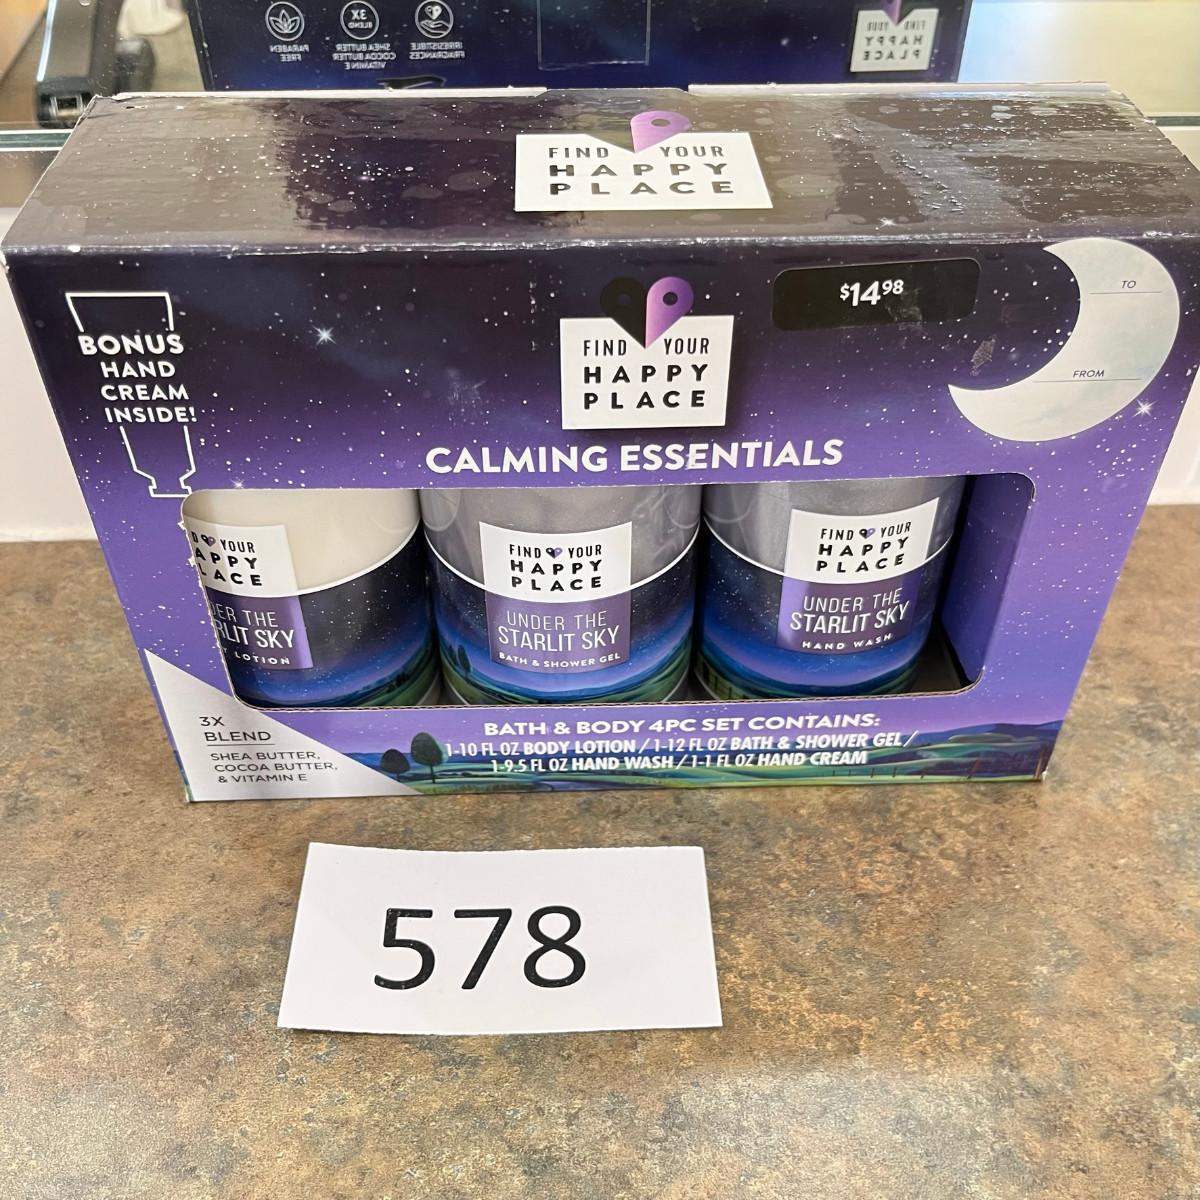 PARABEN
FREE
3X
BLEND
SHEA BUTTER
COCOA BUTTER
VITAMIN E
IRRESISTIBLE
FRAGRANCES
FIND YOUR
HAPPY
PLACE
FIND YOUR
HAPPY
PLACE
$14.98
TO
FROM
BONUS
HAND
CREAM
INSIDE!
FIND YOUR
HAPPY
PLACE
CALMING ESSENTIALS
D YOUR
APPY
LACE
DER THE
RLIT SKY
LOTION
FIND YOUR
HAPPY
PLACE
UNDER THE
STARLIT SKY
BATH & SHOWER GEL
FIND YOUR
HAPPY
PLACE
UNDER THE
STARLIT SKY
HAND WASH
3X
BLEND
SHEA BUTTER,
COCOA BUTTER,
& VITAMIN E
BATH & BODY 4PC SET CONTAINS:
1-10 FL OZ BODY LOTION / 1-12 FL OZ BATH & SHOWER GEL /
1-9.5 FL OZ HAND WASH / 1-1 FL OZ HAND CREAM
578